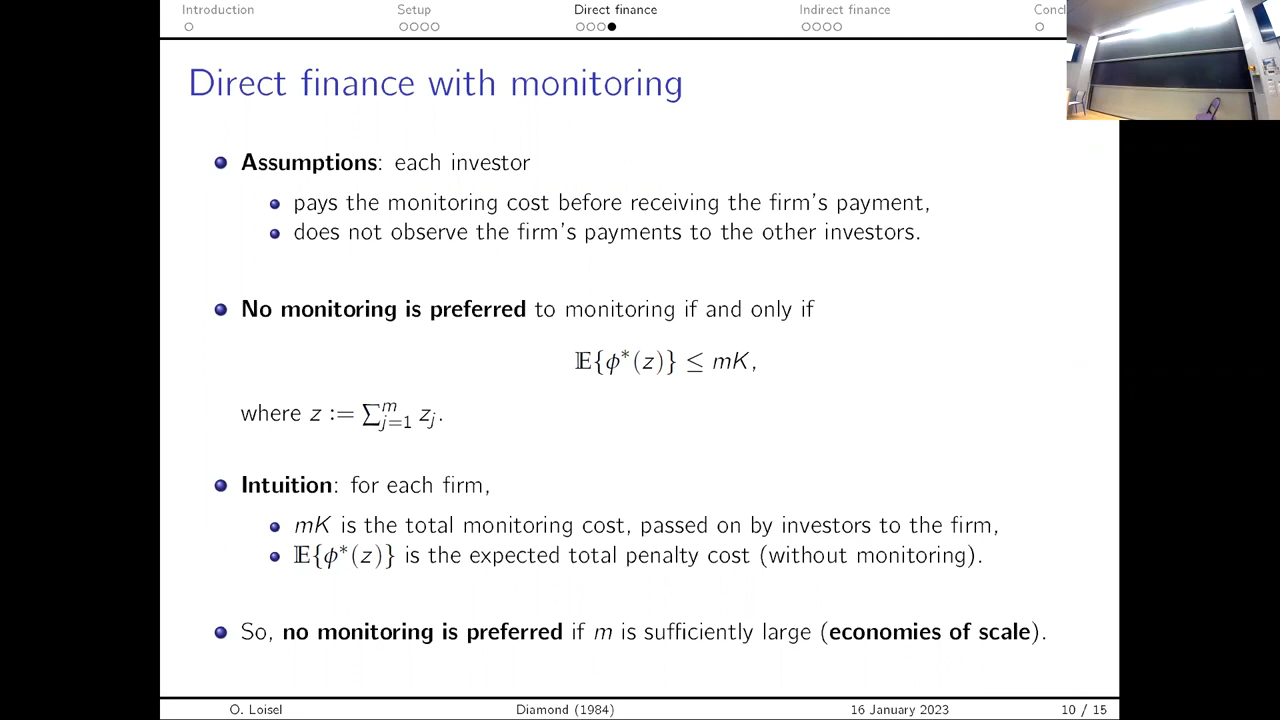 Introduction Setup Direct finance Indirect finance Concl
Direct finance with monitoring
Assumptions: each investor
pays the monitoring cost before receiving the firm's payment,
does not observe the firm's payments to the other investors.
No monitoring is preferred to monitoring if and only if
𝔼{ϕ*(z)} ≤ mK,
where z := ∑_{j=1}^{m} z_j.
Intuition: for each firm,
mK is the total monitoring cost, passed on by investors to the firm,
𝔼{ϕ*(z)} is the expected total penalty cost (without monitoring).
So, no monitoring is preferred if m is sufficiently large (economies of scale).
O. Loisel Diamond (1984) 16 January 2023 10 / 15